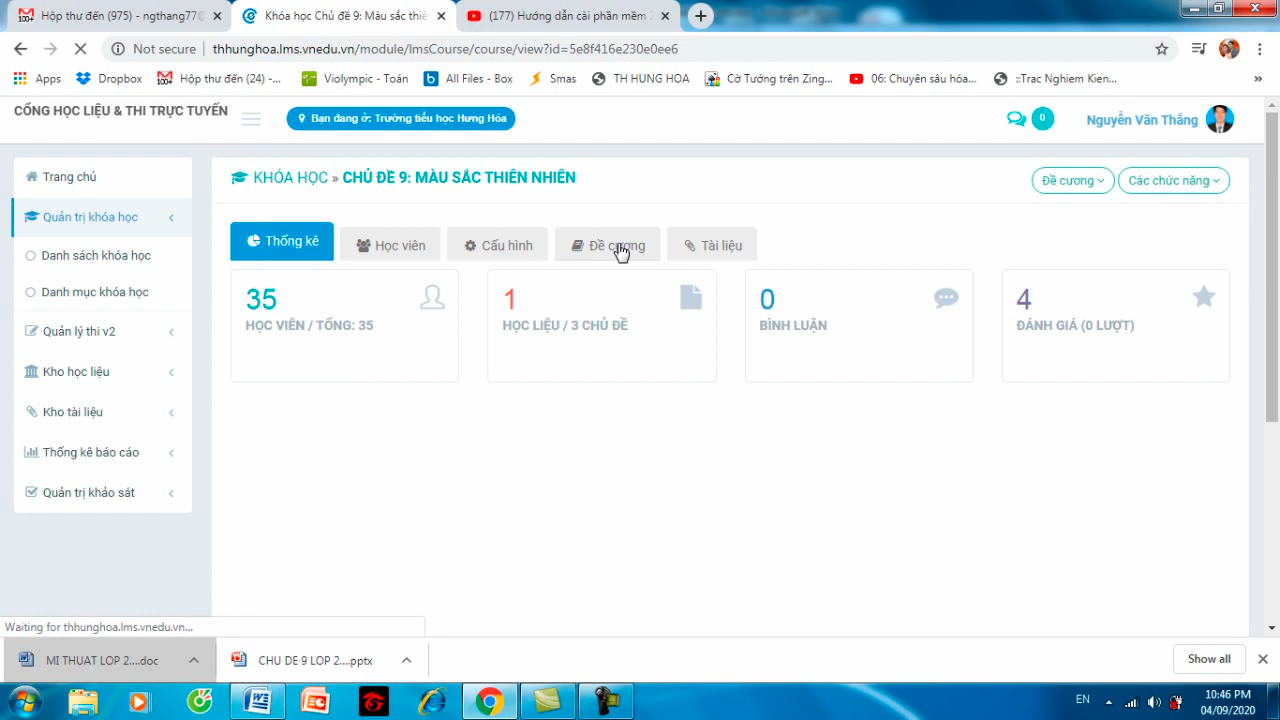 Hộp thư đến (975) - ngthang77@
Khóa học Chủ đề 9: Màu sắc thiê
(177) Hướng dẫn cài phần mềm 2
Not secure | thhunghoa.lms.vnedu.vn/module/lmsCourse/course/view?id=5e8f416e230e0ee6
Apps
Dropbox
Hộp thư đến (24) -...
Violympic - Toán
All Files - Box
Smas
TH HUNG HOA
Cờ Tướng trên Zing...
06: Chuyên sâu hóa...
::Trac Nghiem Kien...
»
CỔNG HỌC LIỆU & THI TRỰC TUYẾN
Bạn đang ở: Trường tiểu học Hưng Hóa
0
Nguyễn Văn Thắng
Trang chủ
Quản trị khóa học
Danh sách khóa học
Danh mục khóa học
Quản lý thi v2
Kho học liệu
Kho tài liệu
Thống kê báo cáo
Quản trị khảo sát
KHÓA HỌC » CHỦ ĐỀ 9: MÀU SẮC THIÊN NHIÊN
Đề cương
Các chức năng
Thống kê
Học viên
Cấu hình
Đề cương
Tài liệu
35
HỌC VIÊN / TỔNG: 35
1
HỌC LIỆU / 3 CHỦ ĐỀ
0
BÌNH LUẬN
4
ĐÁNH GIÁ (0 LƯỢT)
Waiting for thhunghoa.lms.vnedu.vn...
MI THUAT LOP 2....doc
CHU DE 9 LOP 2....pptx
Show all
EN
10:46 PM
04/09/2020